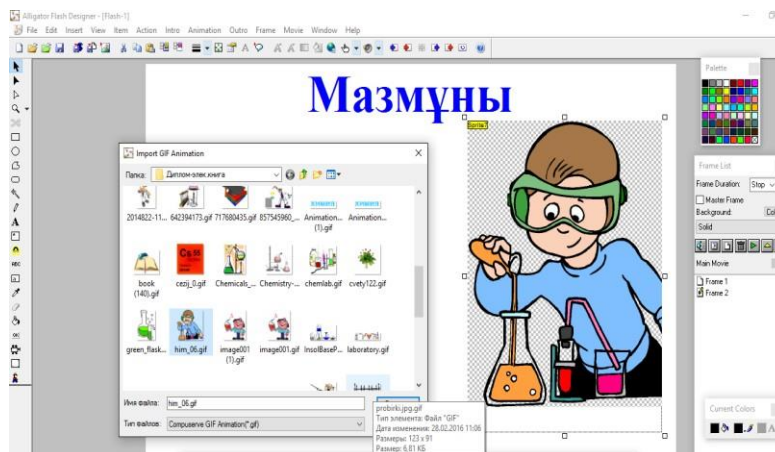 Alligator Flash Designer - [Flash-1]
File Edit Insert View Item Action Intro Animation Outro Frame Movie Window Help
Мазмұны
Palette
Import GIF Animation
Папка: Диплом-элек.книга
2014822-11... 642394173.gif 717680435.gif 857545960_... Animation... (1).gif Animation...
book (140).gif cezij_0.gif Chemicals_... Chemistry-... chemlab.gif cvety122.gif
green_flask... him_06.gif image001 (1).gif image001.gif InsolBaseP... laboratory.gif
Имя файла: him_06.gif
Тип файлов: Compuserve GIF Animation(*.gif)
probirki.jpg.gif
Тип элемента: Файл "GIF"
Дата изменения: 28.02.2016 11:06
Размеры: 123 x 91
Размер: 6,81 КБ
Frame List
Frame Duration: Stop
Master Frame
Background: Col
Solid
Main Movie
Frame 1
Frame 2
Current Colors